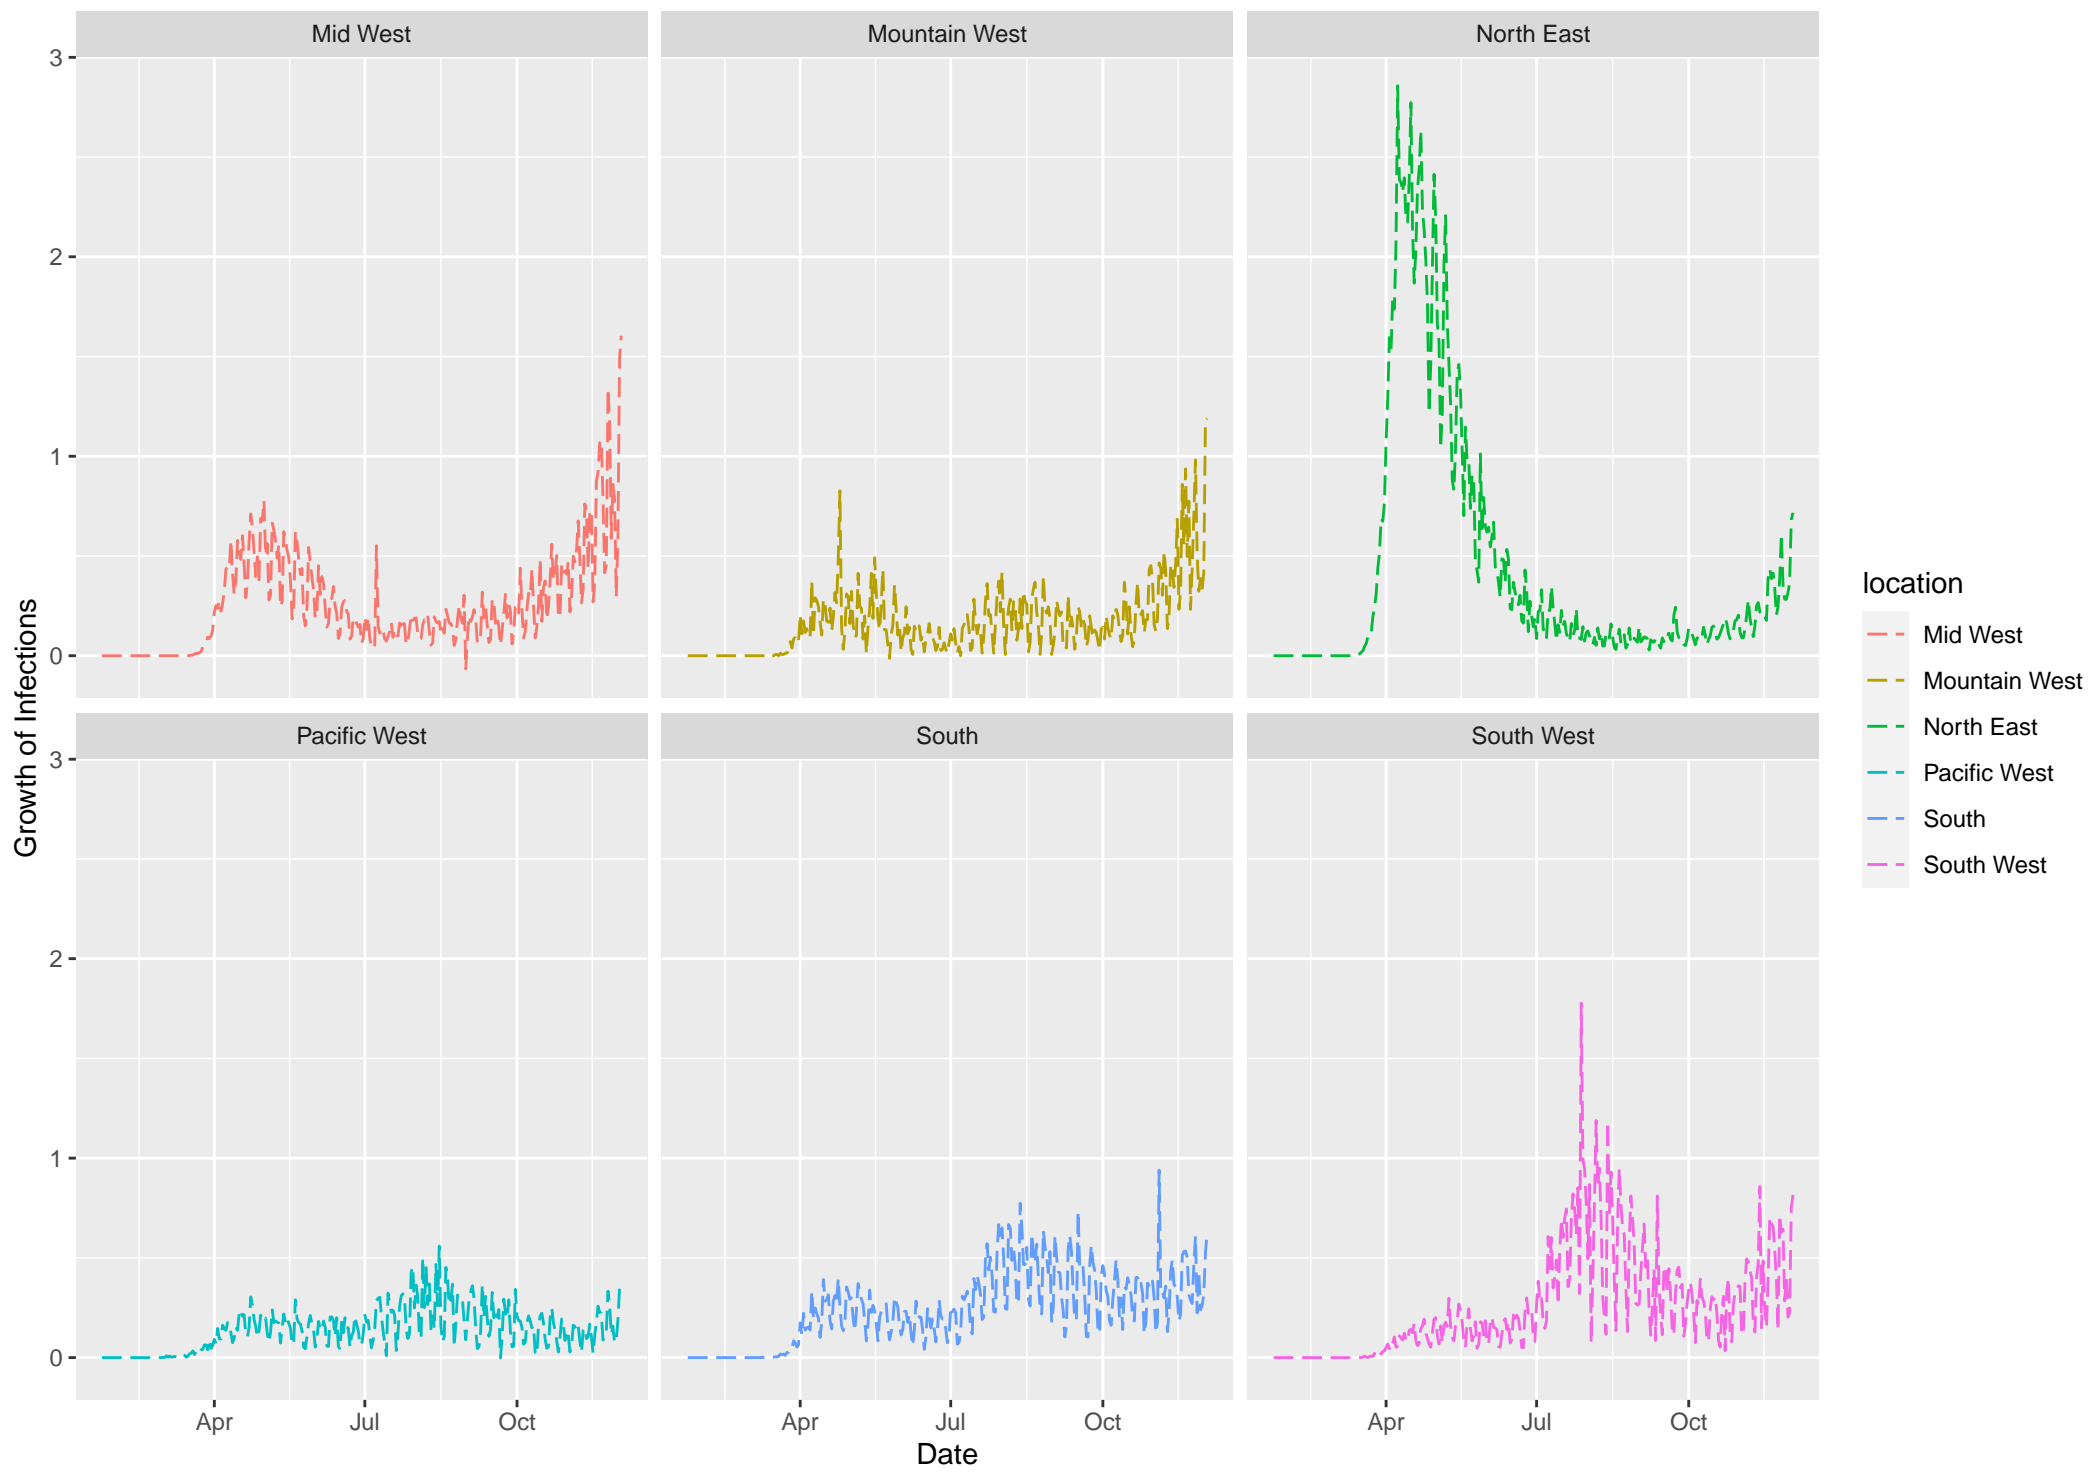 Mid West
Mountain West
North East
3
2
1
0
Pacific West
South
South West
3
2
1
0
Apr
Jul
Oct
Apr
Jul
Oct
Apr
Jul
Oct
Date
Growth of Infections
location
Mid West
Mountain West
North East
Pacific West
South
South West